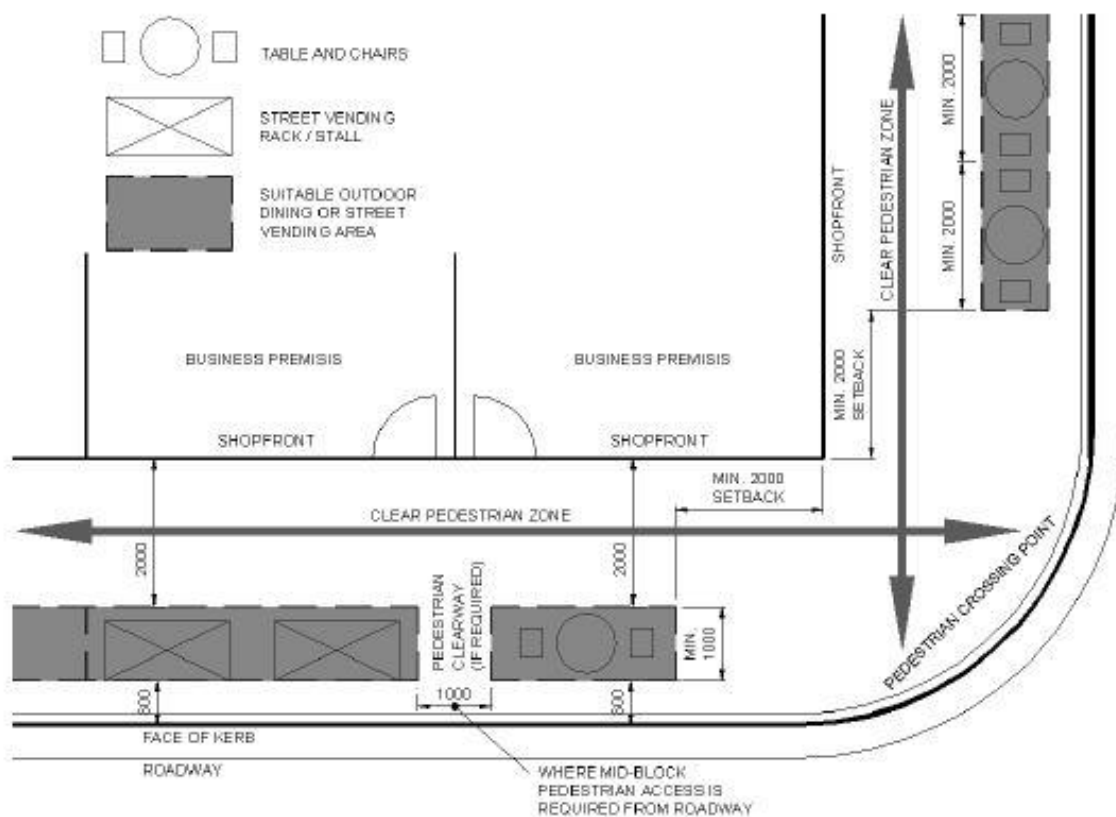 TABLE AND CHAIRS
STREET VENDING
RACK / STALL
SUITABLE OUTDOOR
DINING OR STREET
VENDING AREA
BUSINESS PREMISIS
BUSINESS PREMISIS
SHOPFRONT
SHOPFRONT
SHOPFRONT
CLEAR PEDESTRIAN ZONE
MIN. 2000
MIN. 2000
MIN. 2000
SETBACK
MIN. 2000
SETBACK
CLEAR PEDESTRIAN ZONE
2000
2000
PEDESTRIAN
CLEARWAY
(IF REQUIRED)
MIN.
1000
PEDESTRIAN CROSSING POINT
600
1000
600
FACE OF KERB
ROADWAY
WHERE MID-BLOCK
PEDESTRIAN ACCESS IS
REQUIRED FROM ROADWAY